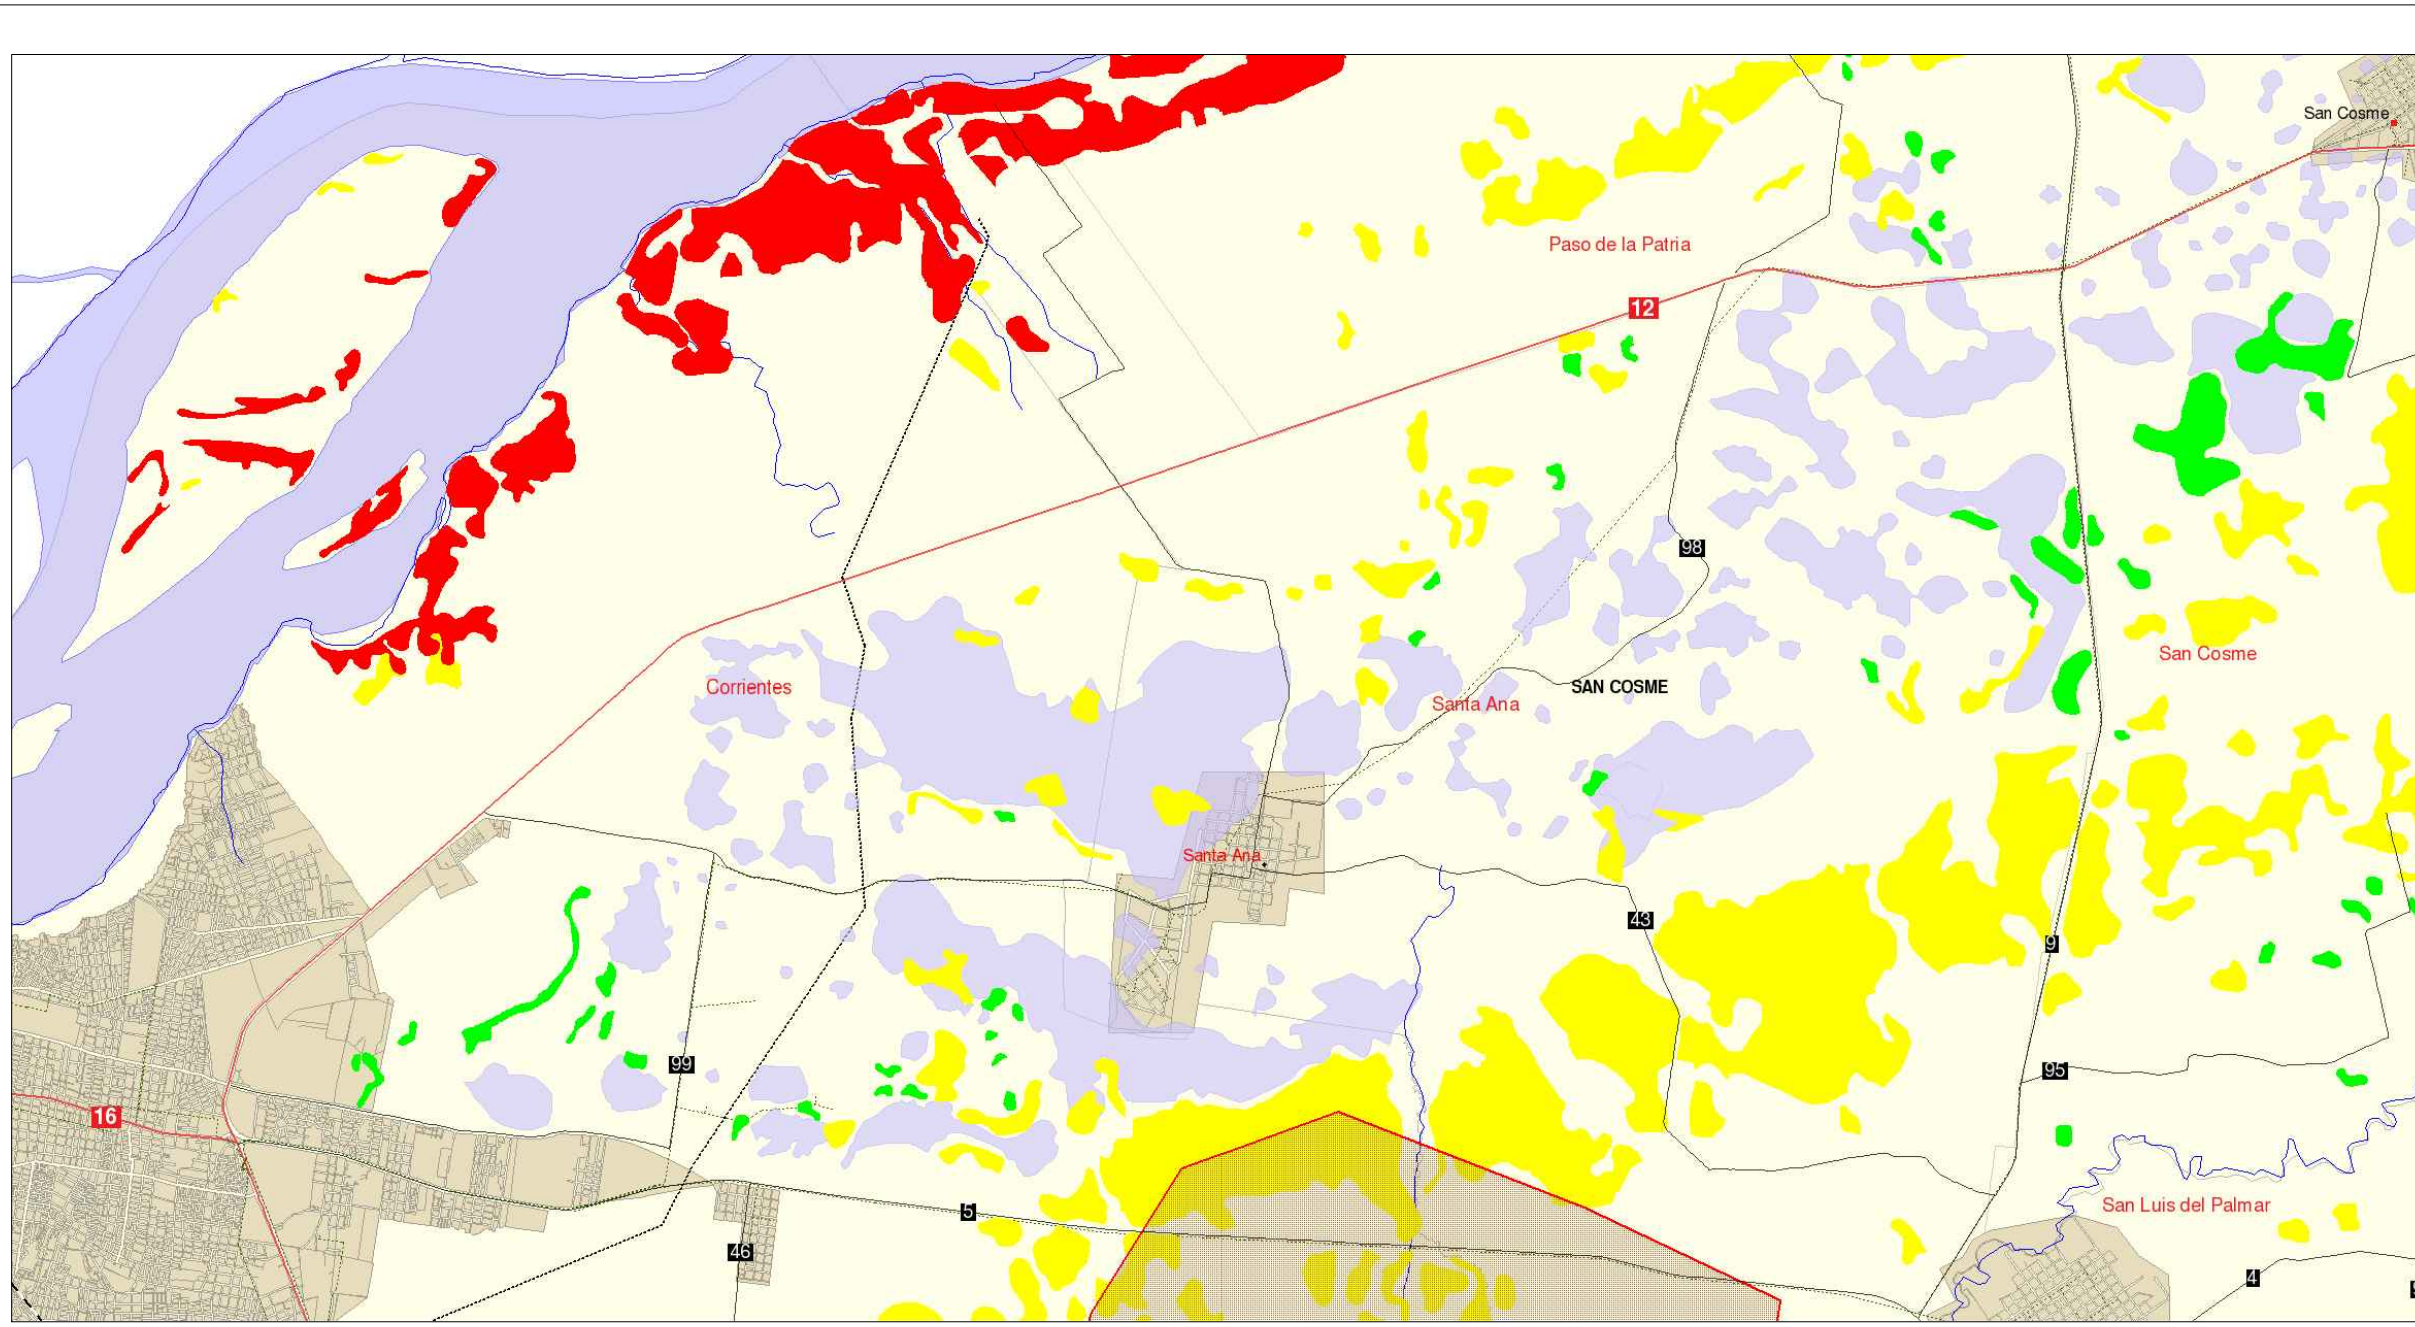 San Cosme
Paso de la Patria
12
98
San Cosme
Corrientes
SAN COSME
Santa Ana
Santa Ana
43
9
99
95
16
San Luis del Palmar
5
46
4